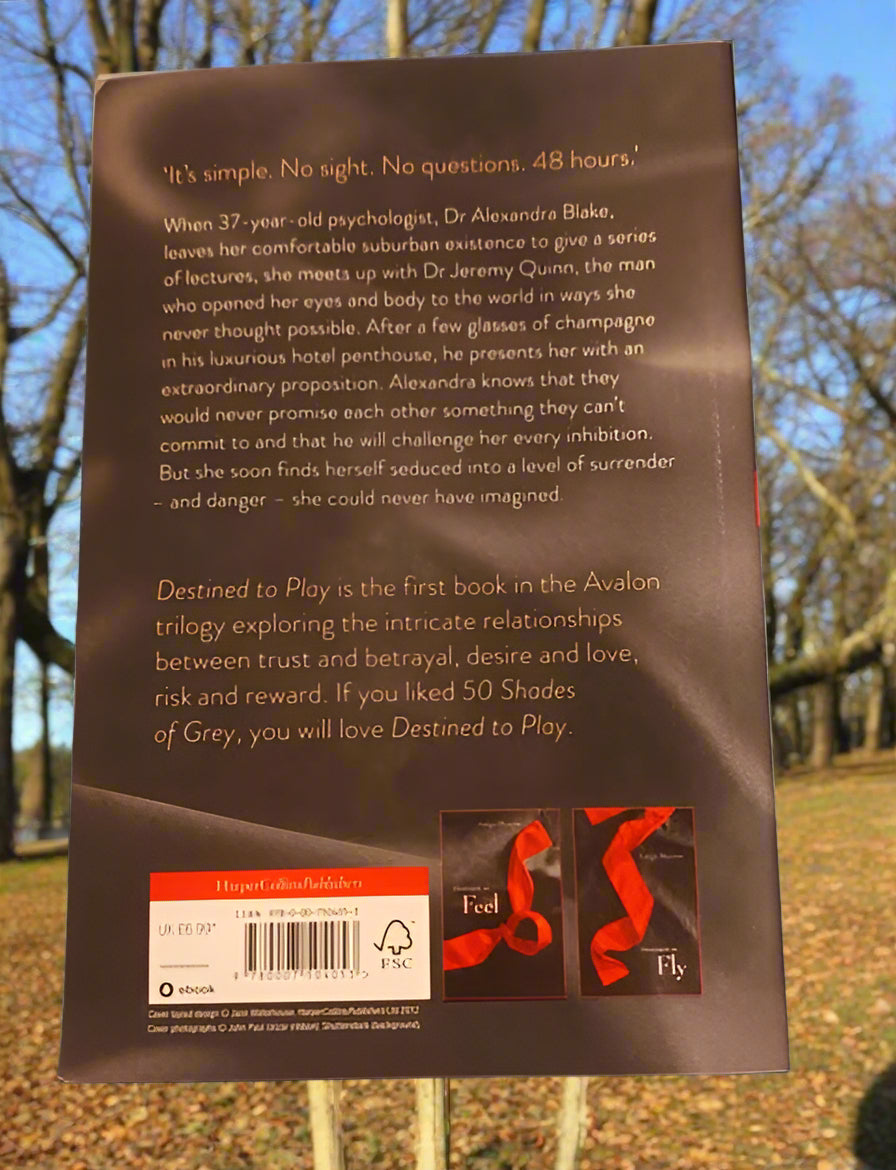 'It's simple. No sight. No questions. 48 hours.'
When 37-year-old psychologist, Dr Alexandra Blake,
leaves her comfortable suburban existence to give a series
of lectures, she meets up with Dr Jeremy Quinn, the man
who opened her eyes and body to the world in ways she
never thought possible. After a few glasses of champagne
in his luxurious hotel penthouse, he presents her with an
extraordinary proposition. Alexandra knows that they
would never promise each other something they can't
commit to and that he will challenge her every inhibition.
But she soon finds herself seduced into a level of surrender
– and danger – she could never have imagined.
Destined to Play is the first book in the Avalon
trilogy exploring the intricate relationships
between trust and betrayal, desire and love,
risk and reward. If you liked 50 Shades
of Grey, you will love Destined to Play.
HarperCollinsPublishers
ISBN
UK
ebook
FSC
Feel
Fly
Cover design ©
Cover photographs ©